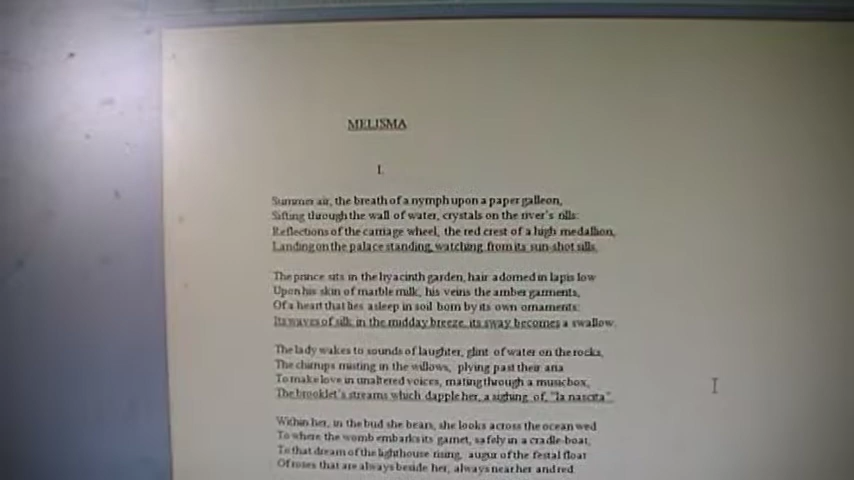 MELISMA
I.
Summer air, the breath of a nymph upon a paper galleon,
Sifting through the wall of water, crystals on the river's rills:
Reflections of the carriage wheel, the red crest of a high medallion,
Landing on the palace standing, watching from its sun-shot sills.
The prince sits in the hyacinth garden, hair adorned in lapis low
Upon his skin of marble milk, his veins the amber garments,
Of a heart that lies asleep in soil born by its own ornaments:
Its waves of silk in the midday breeze, its sway becomes a swallow.
The lady wakes to sounds of laughter, glint of water on the rocks,
The chirrups misting in the willows, plying past their aria
To make love in unaltered voices, mating through a musicbox,
The brooklet's streams which dapple her, a sighing of, "la nascita".
Within her, in the bud she bears, she looks across the ocean wed
To where the womb embarks its garnet, safely in a cradle-boat,
To that dream of the lighthouse rising, augur of the festal float
Of roses that are always beside her, always near her and red